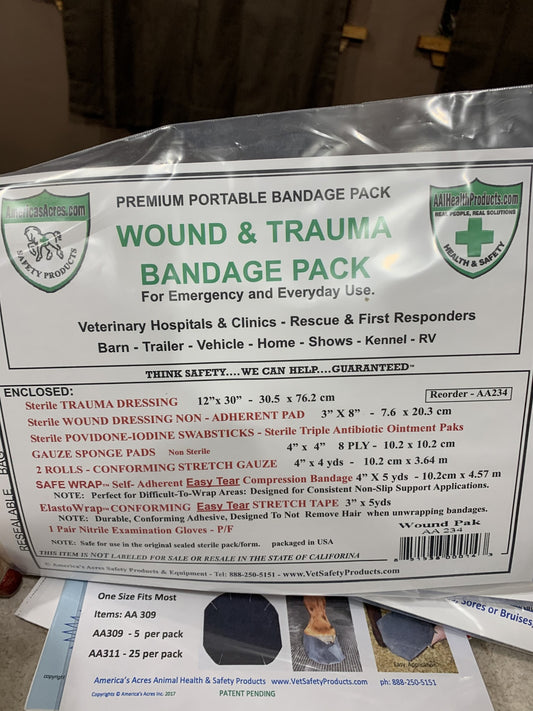 AmericasAcres.com
SAFETY PRODUCTS
AAIHealthProducts.com
REAL PEOPLE, REAL SOLUTIONS
HEALTH & SAFETY
PREMIUM PORTABLE BANDAGE PACK
WOUND & TRAUMA
BANDAGE PACK
For Emergency and Everyday Use.
Veterinary Hospitals & Clinics - Rescue & First Responders
Barn - Trailer - Vehicle - Home - Shows - Kennel - RV
THINK SAFETY....WE CAN HELP....GUARANTEED™
ENCLOSED:
Reorder - AA234
Sterile TRAUMA DRESSING 12”x 30” - 30.5 x 76.2 cm
Sterile WOUND DRESSING NON - ADHERENT PAD 3”X 8” - 7.6 x 20.3 cm
Sterile POVIDONE-IODINE SWABSTICKS - Sterile Triple Antibiotic Ointment Paks
GAUZE SPONGE PADS Non Sterile 4” x 4” 8 PLY - 10.2 x 10.2 cm
2 ROLLS - CONFORMING STRETCH GAUZE 4” x 4 yds - 10.2 cm x 3.64 m
SAFE WRAP™ Self- Adherent Easy Tear Compression Bandage 4” X 5 yds - 10.2cm x 4.57 m
NOTE: Perfect for Difficult-To-Wrap Areas: Designed for Consistent Non-Slip Support Applications.
ElastoWrap™ CONFORMING Easy Tear STRETCH TAPE 3” x 5yds
NOTE: Durable, Conforming Adhesive, Designed To Not Remove Hair when unwrapping bandages.
1 Pair Nitrile Examination Gloves - P/F
NOTE: Safe for use in the original sealed sterile pack/form. packaged in USA
THIS ITEM IS NOT LABELED FOR SALE or RESALE IN THE STATE OF CALIFORINA
© America's Acres Safety Products & Equipment - Tel: 888-250-5151 - www.VetSafetyProducts.com
Wound Pak
AA 234
RESEALABLE BAG
One Size Fits Most
Items: AA 309
AA309 - 5 per pack
AA311 - 25 per pack
Easy Application
Sores or Bruises,
America's Acres Animal Health & Safety Products www.VetSafetyProducts.com ph: 888-250-5151
Copyrights © America's Acres Inc. 2017
PATENT PENDING